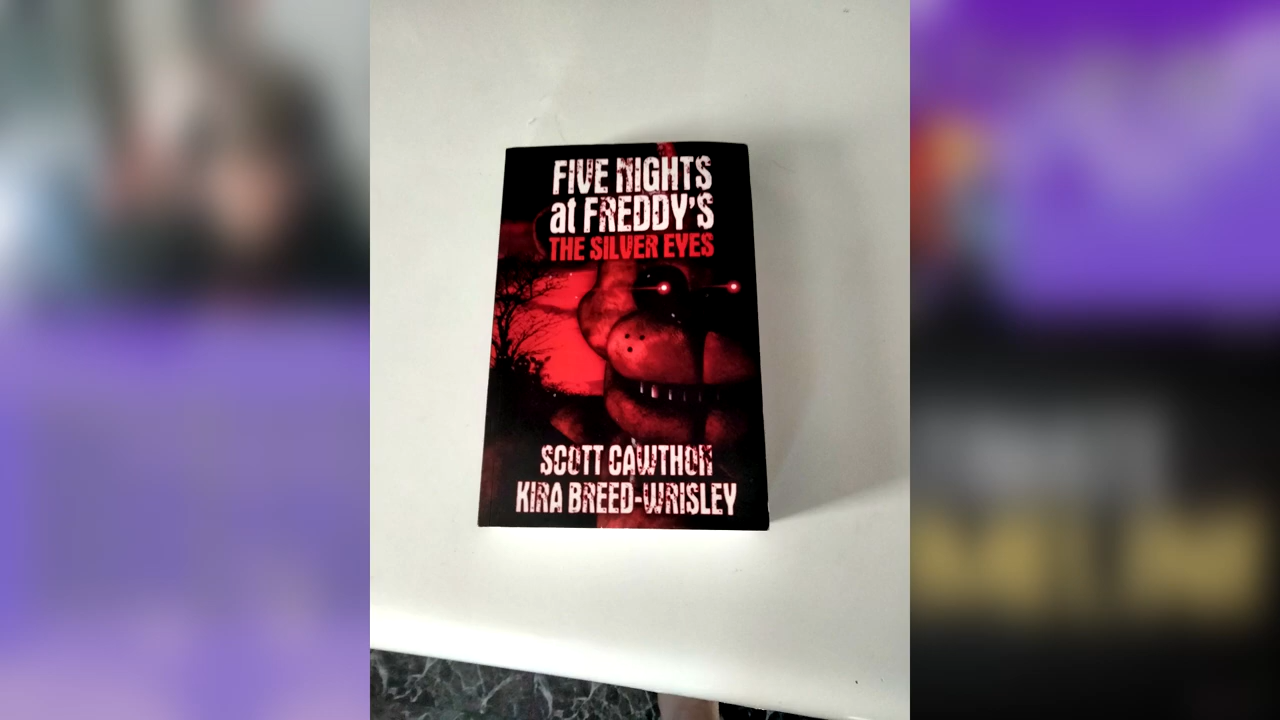 FIVE NIGHTS
at FREDDY'S
THE SILVER EYES
SCOTT CAWTHON
KIRA BREED-WRISLEY